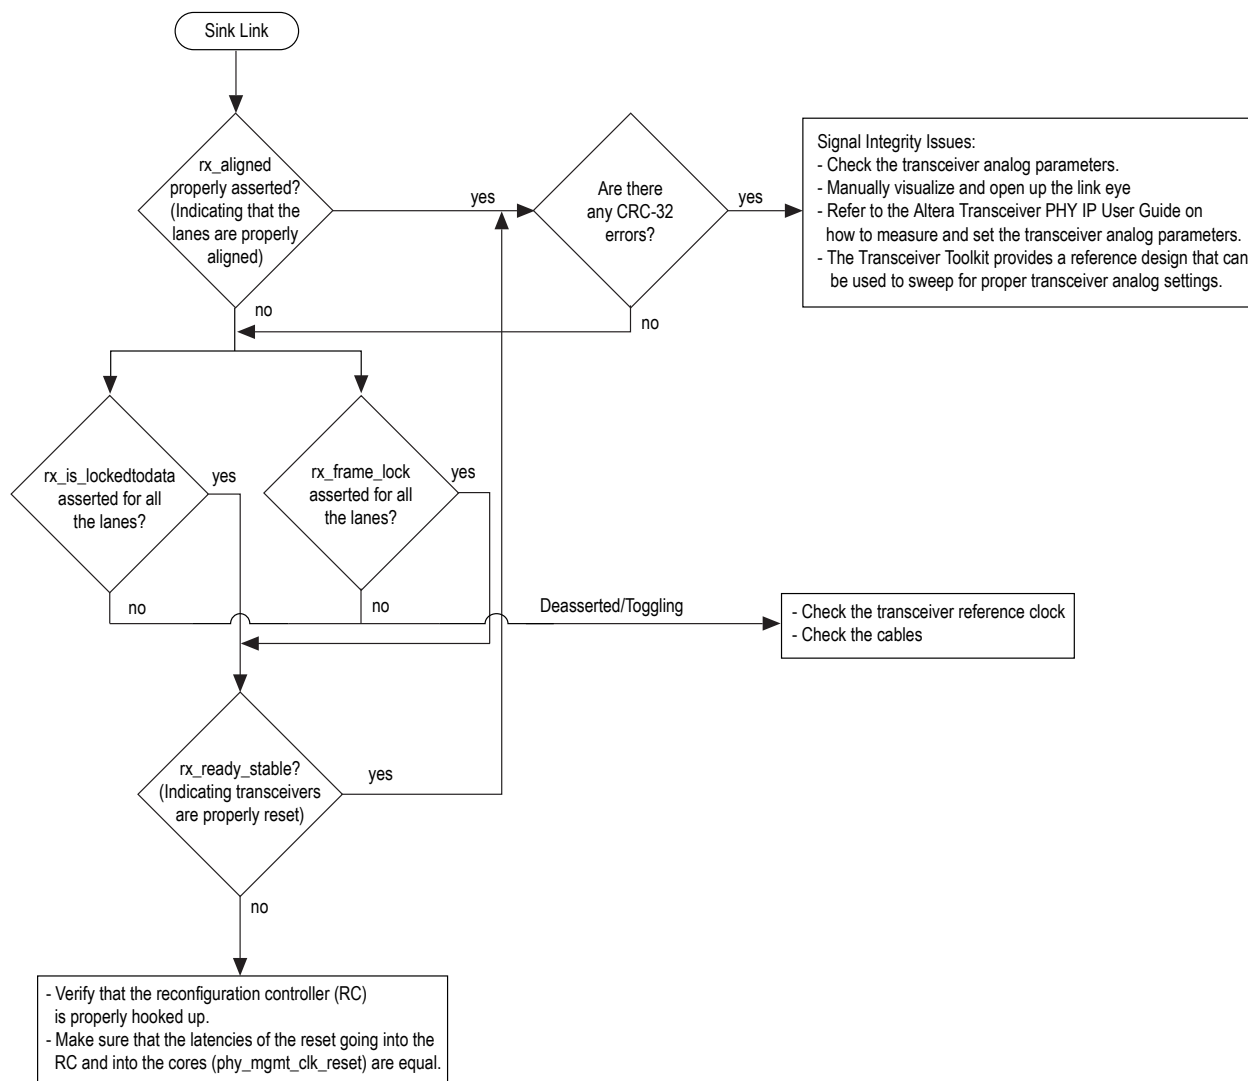 Sink Link
rx_aligned
properly asserted?
(Indicating that the
lanes are properly
aligned)
yes
no
Are there
any CRC-32
errors?
yes
no
Signal Integrity Issues:
- Check the transceiver analog parameters.
- Manually visualize and open up the link eye
- Refer to the Altera Transceiver PHY IP User Guide on
how to measure and set the transceiver analog parameters.
- The Transceiver Toolkit provides a reference design that can
be used to sweep for proper transceiver analog settings.
rx_is_lockedtodata
asserted for all
the lanes?
yes
no
rx_frame_lock
asserted for all
the lanes?
yes
no
Deasserted/Toggling
- Check the transceiver reference clock
- Check the cables
rx_ready_stable?
(Indicating transceivers
are properly reset)
yes
no
- Verify that the reconfiguration controller (RC)
is properly hooked up.
- Make sure that the latencies of the reset going into the
RC and into the cores (phy_mgmt_clk_reset) are equal.